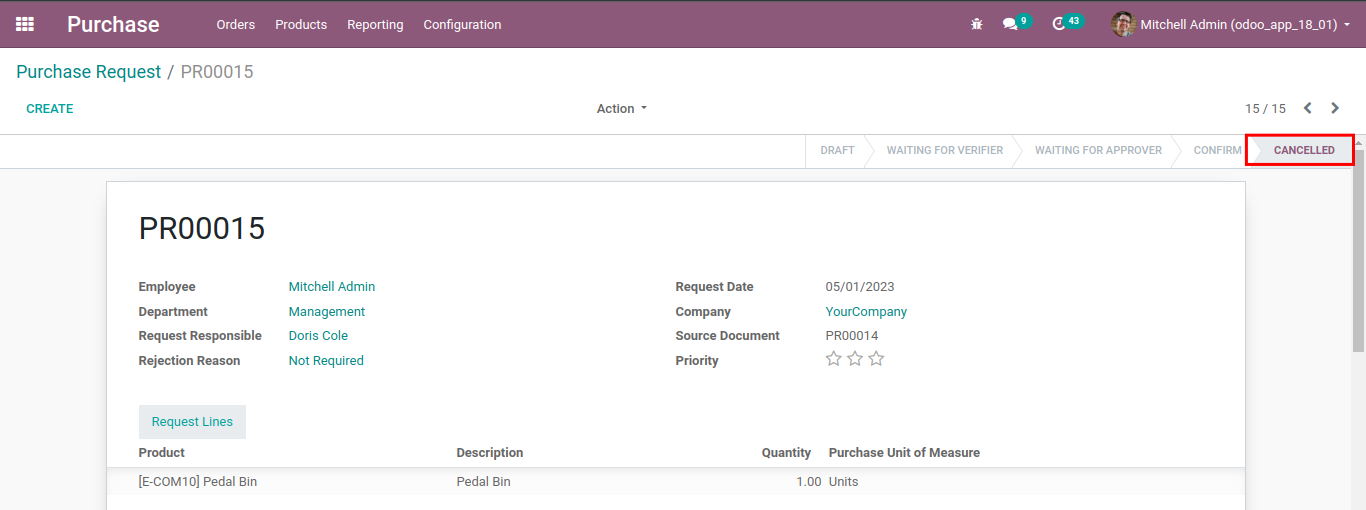 Purchase Orders Products Reporting Configuration 9 43 Mitchell Admin (odoo_app_18_01)
Purchase Request / PR00015
CREATE Action 15 / 15
DRAFT WAITING FOR VERIFIER WAITING FOR APPROVER CONFIRM CANCELLED
PR00015
Employee Mitchell Admin Request Date 05/01/2023
Department Management Company YourCompany
Request Responsible Doris Cole Source Document PR00014
Rejection Reason Not Required Priority
Request Lines
Product Description Quantity Purchase Unit of Measure
[E-COM10] Pedal Bin Pedal Bin 1.00 Units